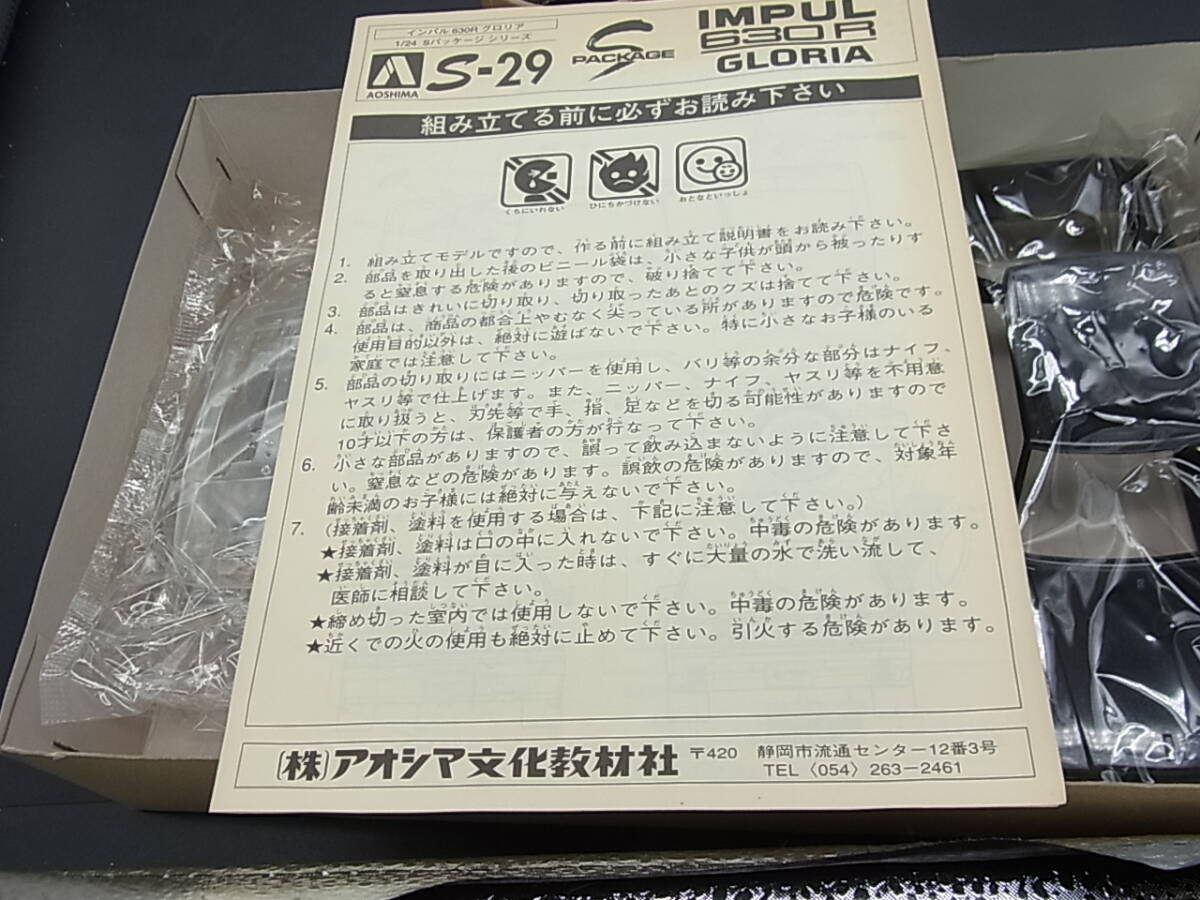 インパル 630R グロリア
1/24 Sパッケージ シリーズ
AOSHIMA
S-29
S PACKAGE
IMPUL
630R
GLORIA
組み立てる前に必ずお読み下さい
くちにいれない
ひにちかづけない
おとなといっしょ
1. 組み立てモデルですので、作る前に組み立て説明書をお読み下さい。
2. 部品を取り出した後のビニール袋は、小さな子供が頭から被ったりす
ると窒息する危険がありますので、破り捨てて下さい。
3. 部品はきれいに切り取り、切り取ったあとのクズは捨てて下さい。
4. 部品は、商品の都合上やむなく尖っている所がありますので危険です。
使用目的以外は、絶対に遊ばないで下さい。特に小さなお子様のいる
家庭では注意して下さい。
5. 部品の切り取りにはニッパーを使用し、バリ等の余分な部分はナイフ、
ヤスリ等で仕上げます。また、ニッパー、ナイフ、ヤスリ等を不用意
に取り扱うと、刃先等で手、指、足などを切る可能性がありますので
10才以下の方は、保護者の方が行なって下さい。
6. 小さな部品がありますので、誤って飲み込まないように注意して下さ
い。窒息などの危険があります。誤飲の危険がありますので、対象年
齢未満のお子様には絶対に与えないで下さい。
7. (接着剤、塗料を使用する場合は、下記に注意して下さい。)
★接着剤、塗料は口の中に入れないで下さい。中毒の危険があります。
★接着剤、塗料が目に入った時は、すぐに大量の水で洗い流して、
医師に相談して下さい。
★締め切った室内では使用しないで下さい。中毒の危険があります。
★近くでの火の使用も絶対に止めて下さい。引火する危険があります。
(株)アオシマ文化教材社 〒420 静岡市流通センター12番3号
TEL〈054〉263-2461